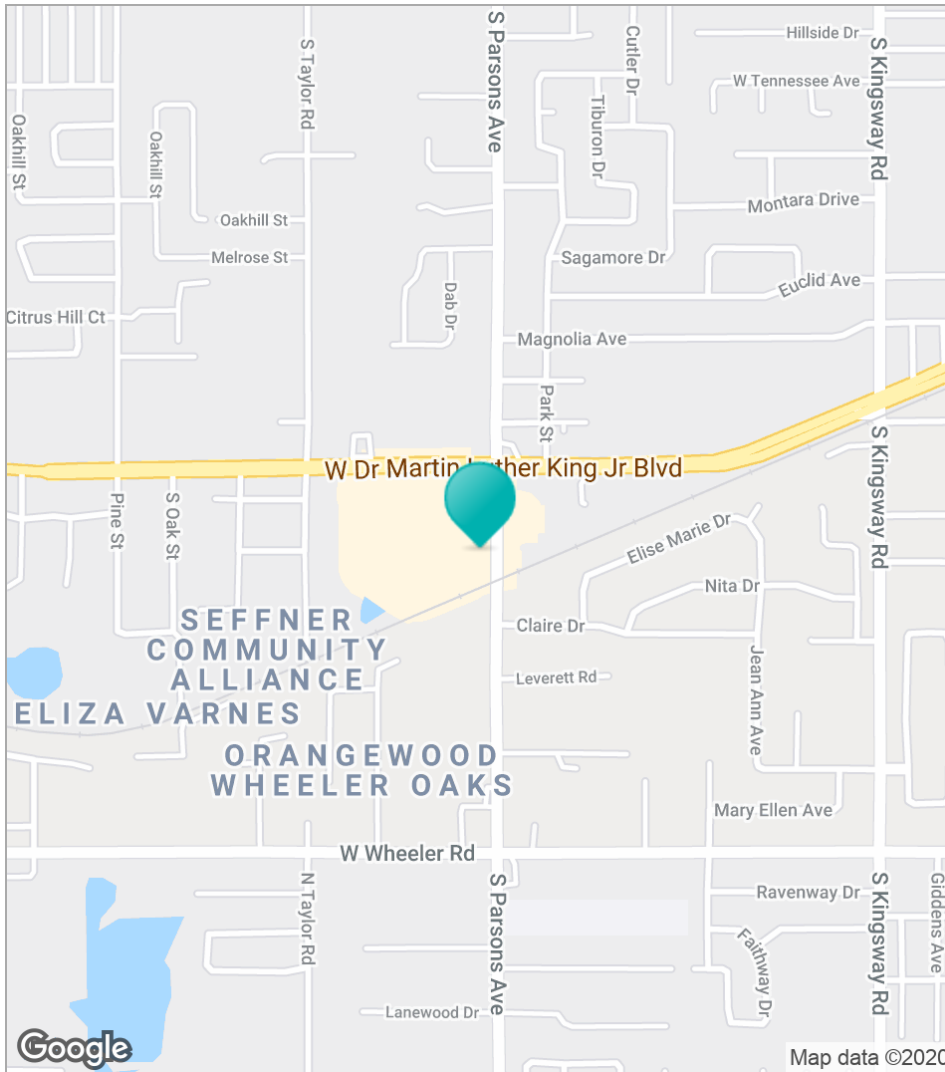 Hillside Dr
S Parsons Ave
Cutler Dr
S Taylor Rd
S Kingsway Rd
W Tennessee Ave
Tiburon Dr
Oakhill St
Oakhill St
Montara Drive
Oakhill St
Melrose St
Sagamore Dr
Euclid Ave
Dab Dr
Citrus Hill Ct
Magnolia Ave
Park St
W Dr Martin Luther King Jr Blvd
S Kingsway Rd
Pine St
S Oak St
Elise Marie Dr
Nita Dr
SEFFNER
COMMUNITY
ALLIANCE
Claire Dr
Jean Ann Ave
Leverett Rd
ELIZA VARNES
ORANGEWOOD
WHEELER OAKS
Mary Ellen Ave
W Wheeler Rd
N Taylor Rd
S Parsons Ave
Ravenway Dr
S Kingsway Rd
Giddens Ave
Faithway Dr
Lanewood Dr
Google
Map data ©2020